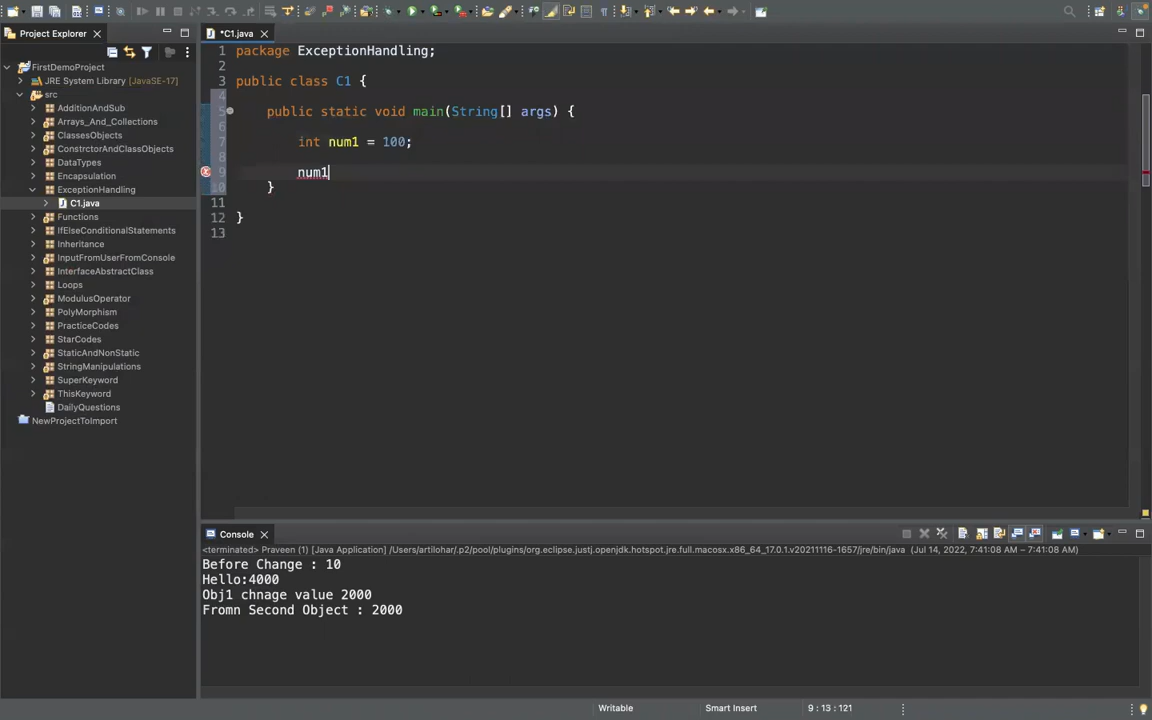 Project Explorer
*C1.java
FirstDemoProject
JRE System Library [JavaSE-17]
src
AdditionAndSub
Arrays_And_Collections
ClassesObjects
ConstrctorAndClassObjects
DataTypes
Encapsulation
ExceptionHandling
C1.java
Functions
IfElseConditionalStatements
Inheritance
InputFromUserFromConsole
InterfaceAbstractClass
Loops
ModulusOperator
PolyMorphism
PracticeCodes
StarCodes
StaticAndNonStatic
StringManipulations
SuperKeyword
ThisKeyword
DailyQuestions
NewProjectToImport
1 package ExceptionHandling;
2
3 public class C1 {
4
5 public static void main(String[] args) {
6
7 int num1 = 100;
8
9 num1
10 }
11
12 }
13
Console
<terminated> Praveen (1) [Java Application] /Users/artilohar/.p2/pool/plugins/org.eclipse.justj.openjdk.hotspot.jre.full.macosx.x86_64_17.0.1.v20211116-1657/jre/bin/java (Jul 14, 2022, 7:41:08 AM – 7:41:08 AM)
Before Change : 10
Hello:4000
Obj1 chnage value 2000
Fromn Second Object : 2000
Writable
Smart Insert
9 : 13 : 121